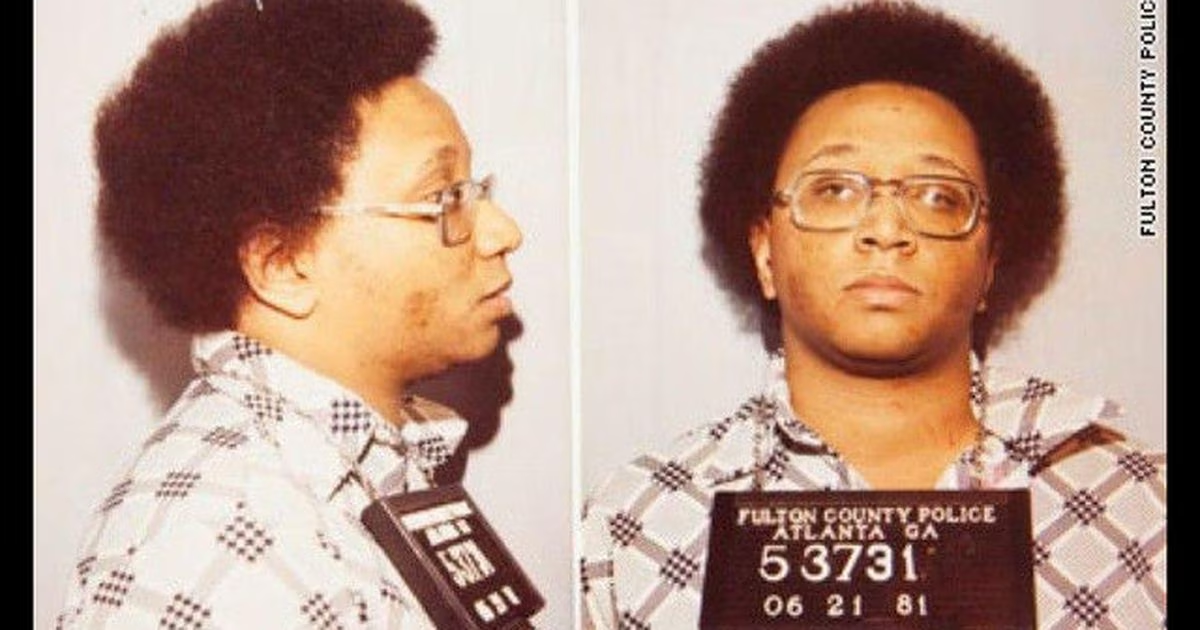 FULTON COUNTY POLICE
ATLANTA GA
53731
06 21 81
FULTON COUNTY POLIC